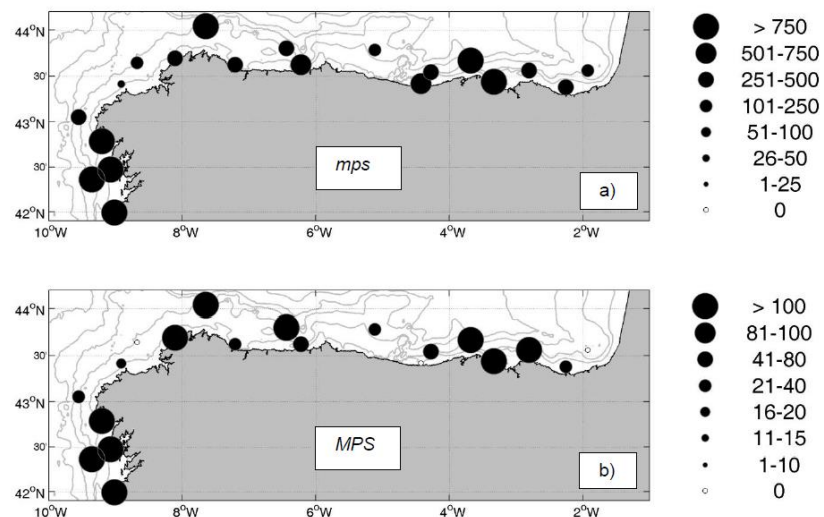 44°N
30'
43°N
30'
42°N
10°W 8°W 6°W 4°W 2°W
mps
a)
> 750
501-750
251-500
101-250
51-100
26-50
1-25
0
44°N
30'
43°N
30'
42°N
10°W 8°W 6°W 4°W 2°W
MPS
b)
> 100
81-100
41-80
21-40
16-20
11-15
1-10
0